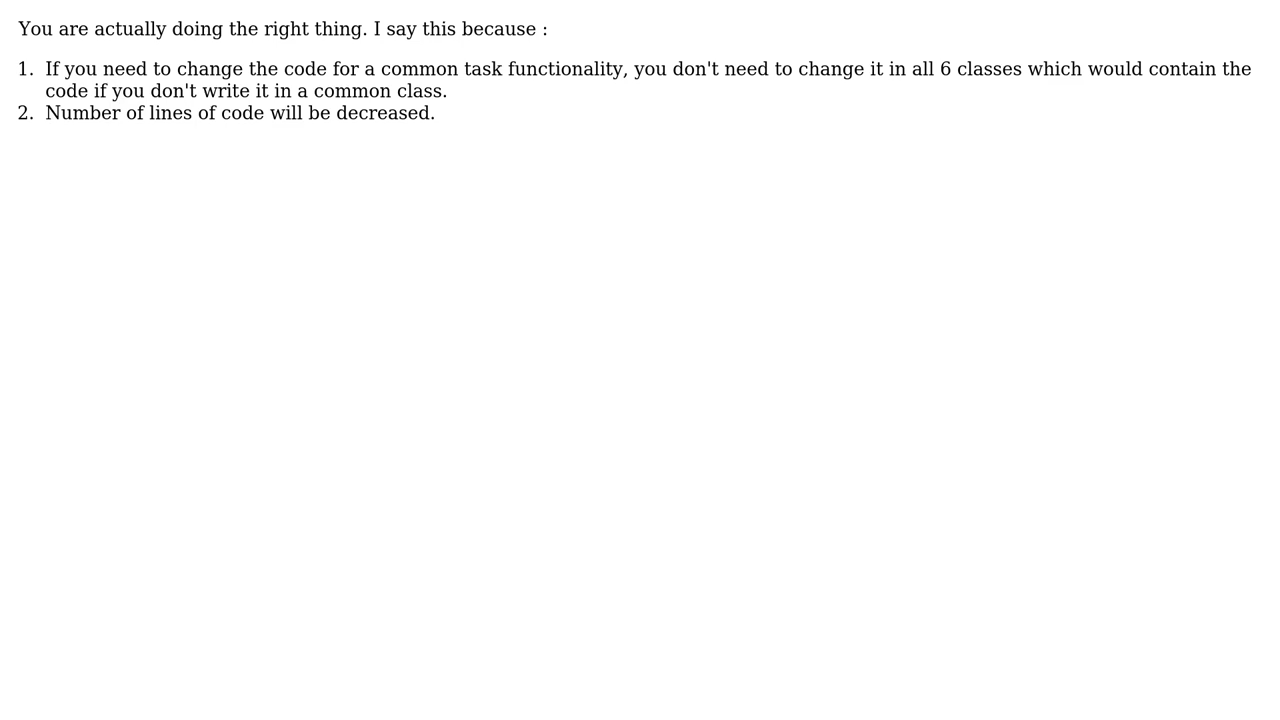 You are actually doing the right thing. I say this because :
1. If you need to change the code for a common task functionality, you don't need to change it in all 6 classes which would contain the
code if you don't write it in a common class.
2. Number of lines of code will be decreased.